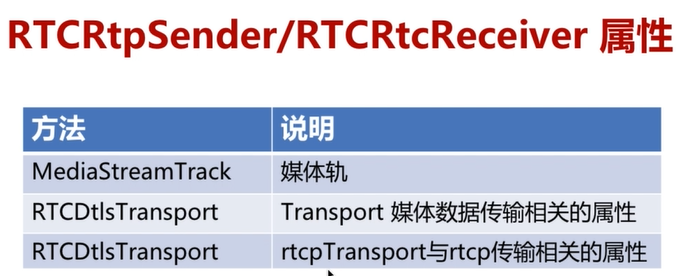 RTCRtpSender/RTCRtcReceiver 属性
方法 说明
MediaStreamTrack 媒体轨
RTCDtlsTransport Transport 媒体数据传输相关的属性
RTCDtlsTransport rtcpTransport与rtcp传输相关的属性